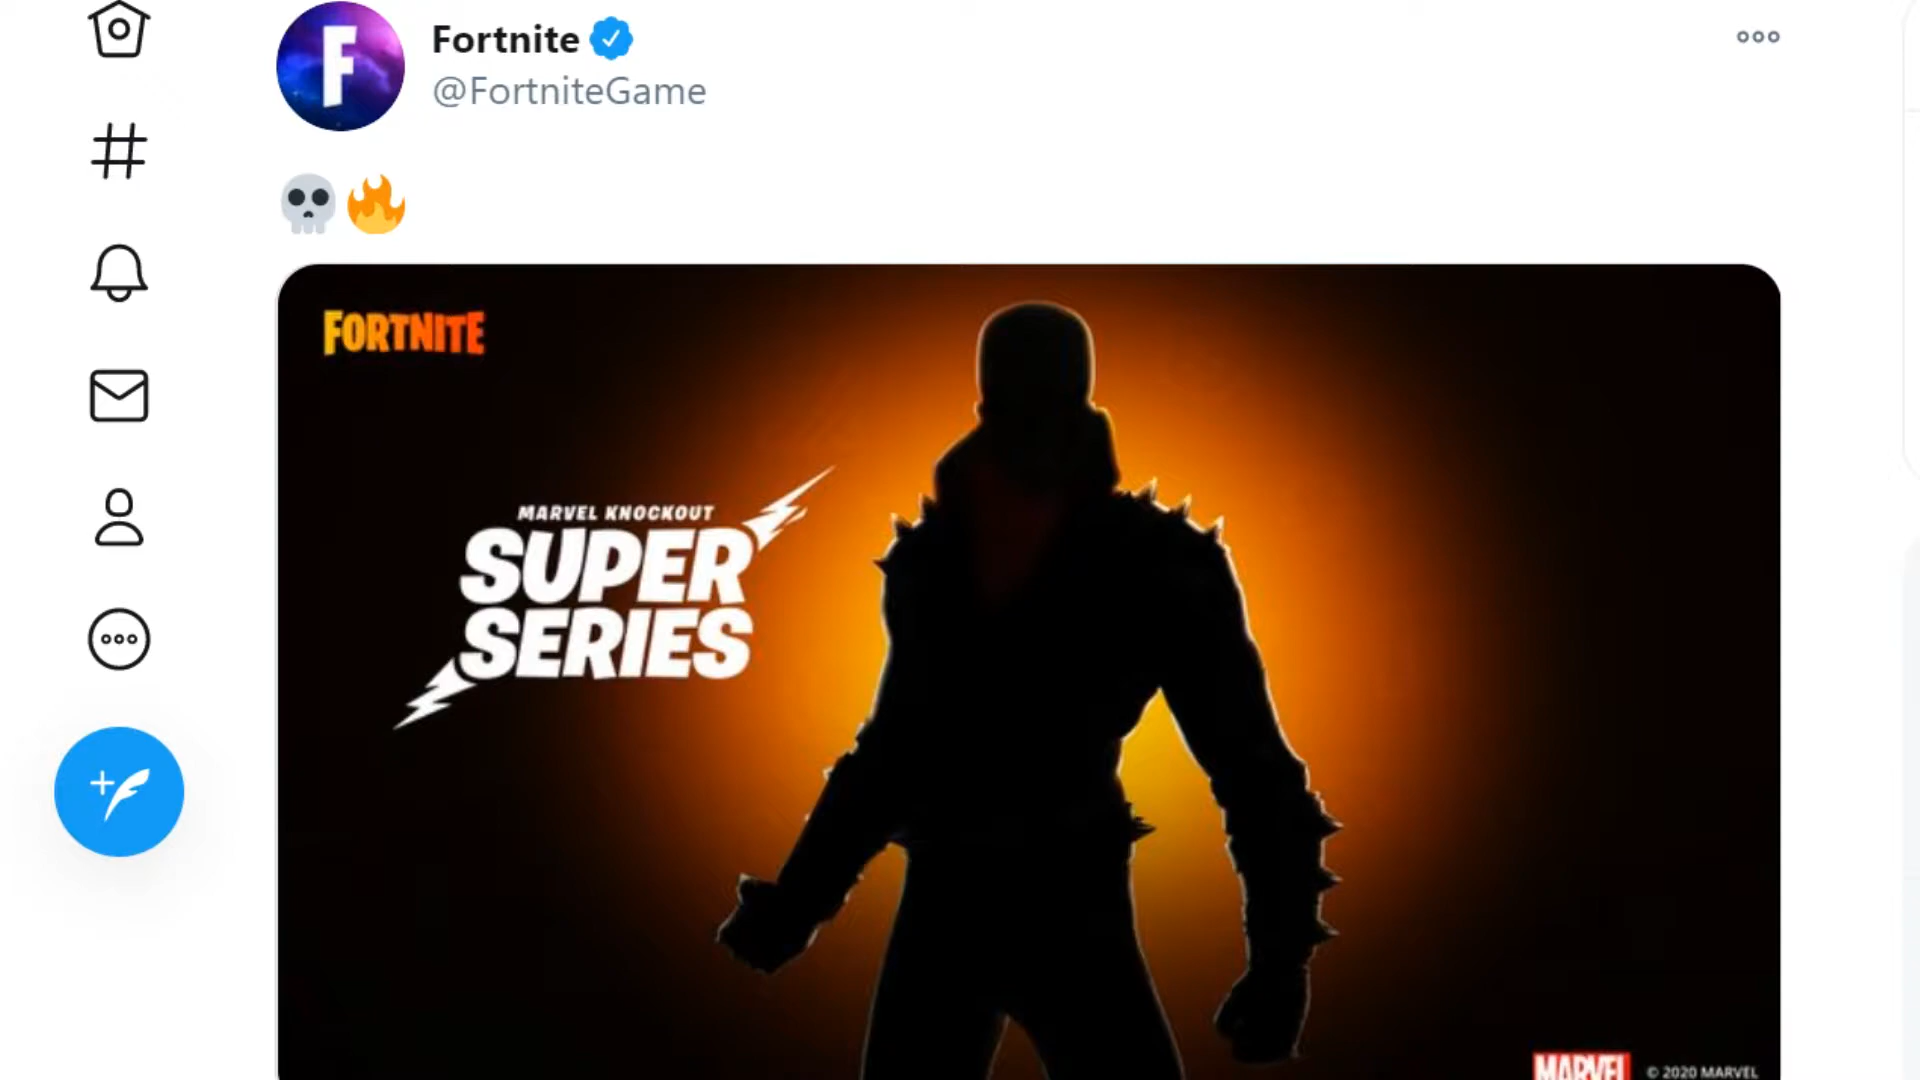 Fortnite
@FortniteGame
💀🔥
FORTNITE
MARVEL KNOCKOUT
SUPER
SERIES
MARVEL © 2020 MARVEL